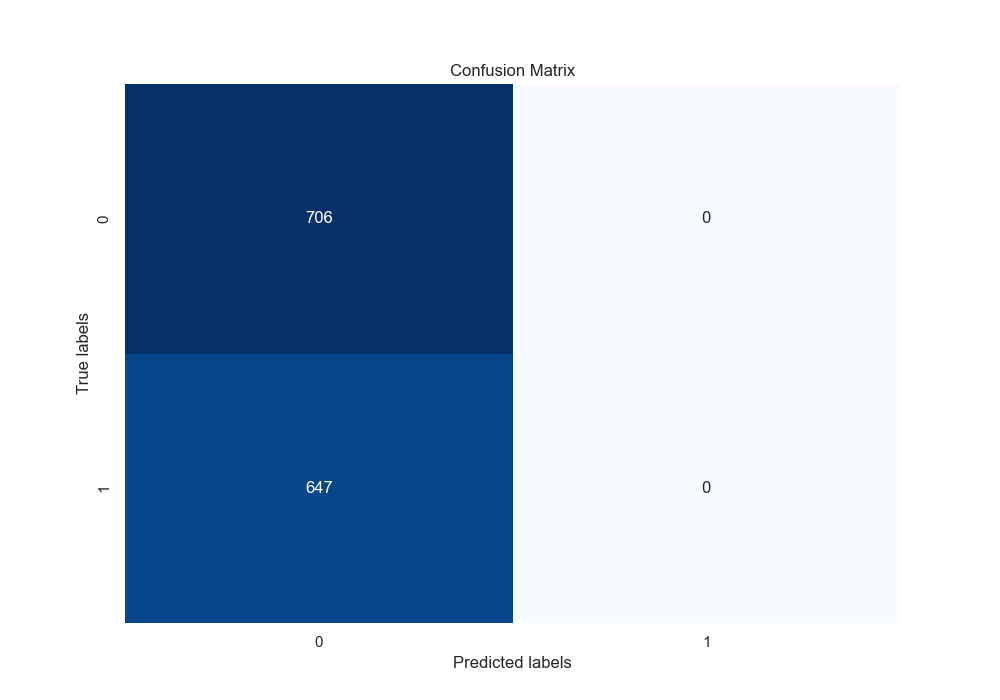 Confusion Matrix
706 0
0
True labels
647 0
1
0 1
Predicted labels